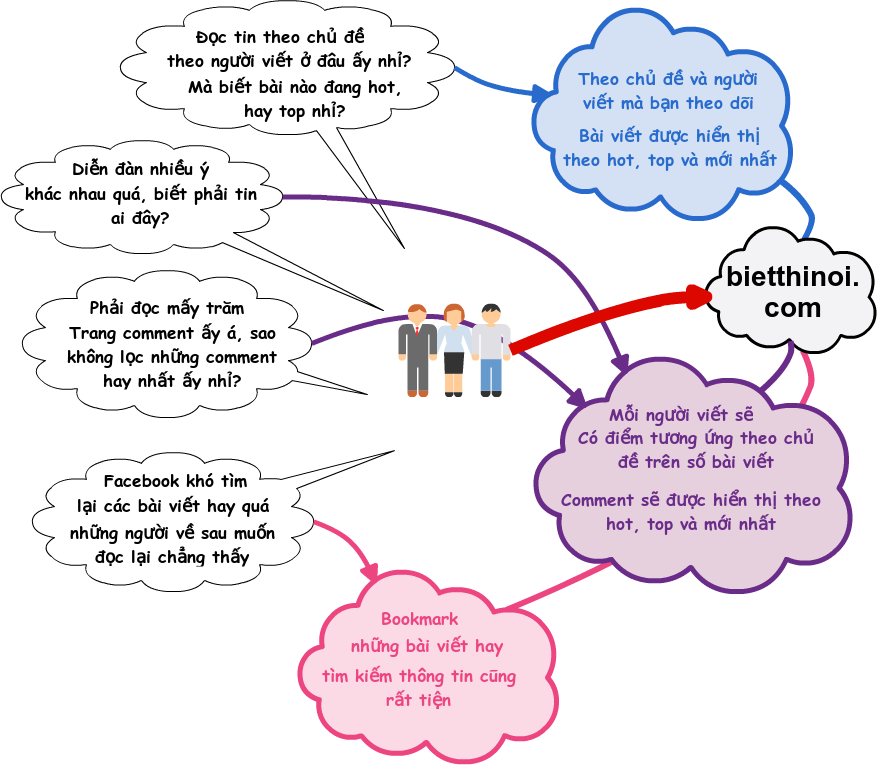 Đọc tin theo chủ đề
theo người viết ở đâu ấy nhỉ?
Mà biết bài nào đang hot,
hay top nhỉ?
Theo chủ đề và người
viết mà bạn theo dõi
Bài viết được hiển thị
theo hot, top và mới nhất
Diễn đàn nhiều ý
khác nhau quá, biết phải tin
ai đây?
bietthinoi.
com
Phải đọc mấy trăm
Trang comment ấy á, sao
không lọc những comment
hay nhất ấy nhỉ?
Mỗi người viết sẽ
Có điểm tương ứng theo chủ
đề trên số bài viết
Comment sẽ được hiển thị theo
hot, top và mới nhất
Facebook khó tìm
lại các bài viết hay quá
những người về sau muốn
đọc lại chẳng thấy
Bookmark
những bài viết hay
tìm kiếm thông tin cũng
rất tiện